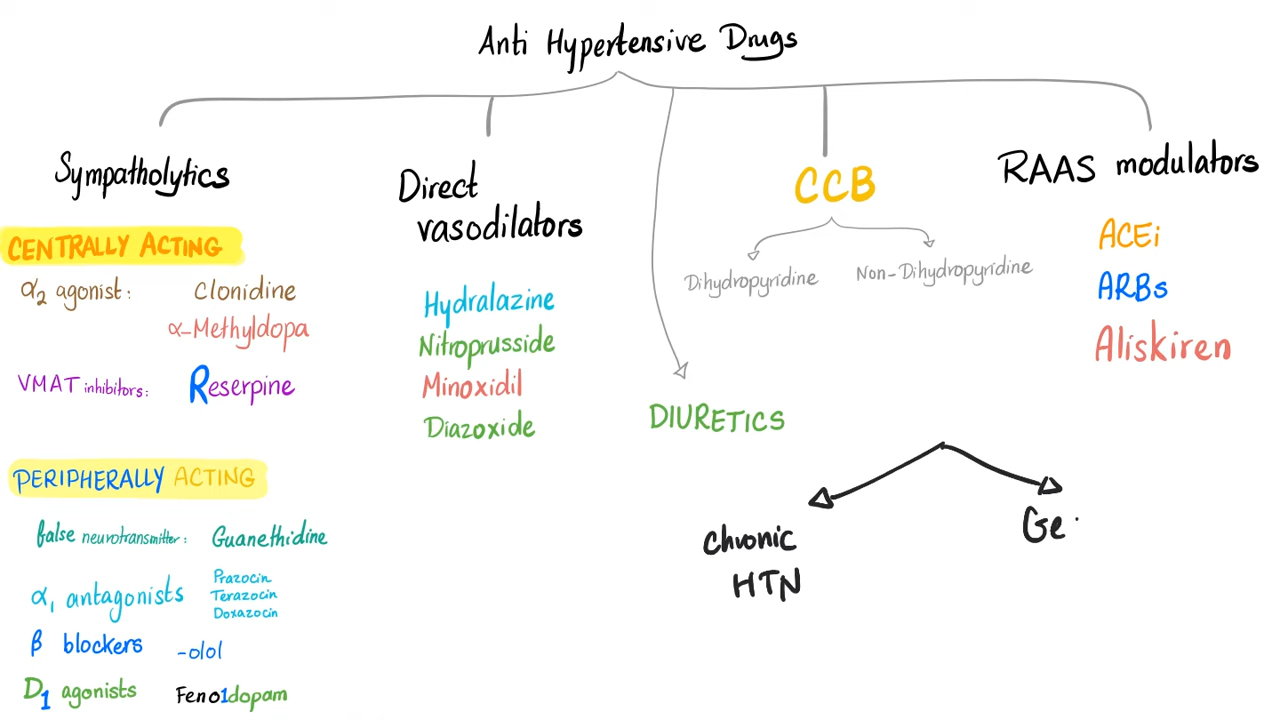 Anti Hypertensive Drugs
Sympatholytics
CENTRALLY ACTING
α2 agonist: Clonidine
α-Methyldopa
VMAT inhibitors: Reserpine
PERIPHERALLY ACTING
false neurotransmitter: Guanethidine
α1 antagonists
Prazocin
Terazocin
Doxazocin
β blockers -olol
D1 agonists Feno1dopam
Direct
vasodilators
Hydralazine
Nitroprusside
Minoxidil
Diazoxide
DIURETICS
CCB
Dihydropyridine
Non-Dihydropyridine
RAAS modulators
ACEi
ARBs
Aliskiren
Chronic
HTN
Ge